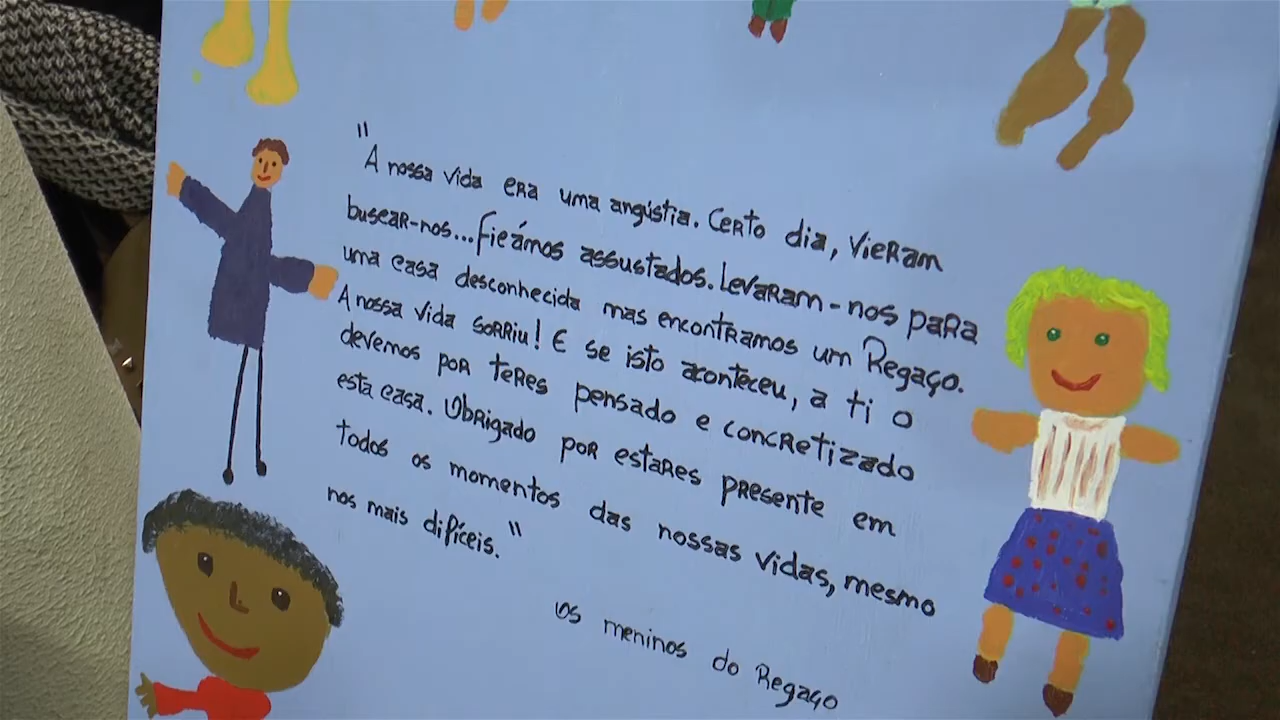 "A nossa vida era uma angústia. Certo dia, vieram
buscar-nos... ficámos assustados. Levaram-nos para
uma casa desconhecida mas encontramos um Regaço.
A nossa vida sorriu! E se isto aconteceu, a ti o
devemos por teres pensado e concretizado
esta casa. Obrigado por estares presente em
todos os momentos das nossas vidas, mesmo
nos mais difíceis."
Os meninos do Regaço